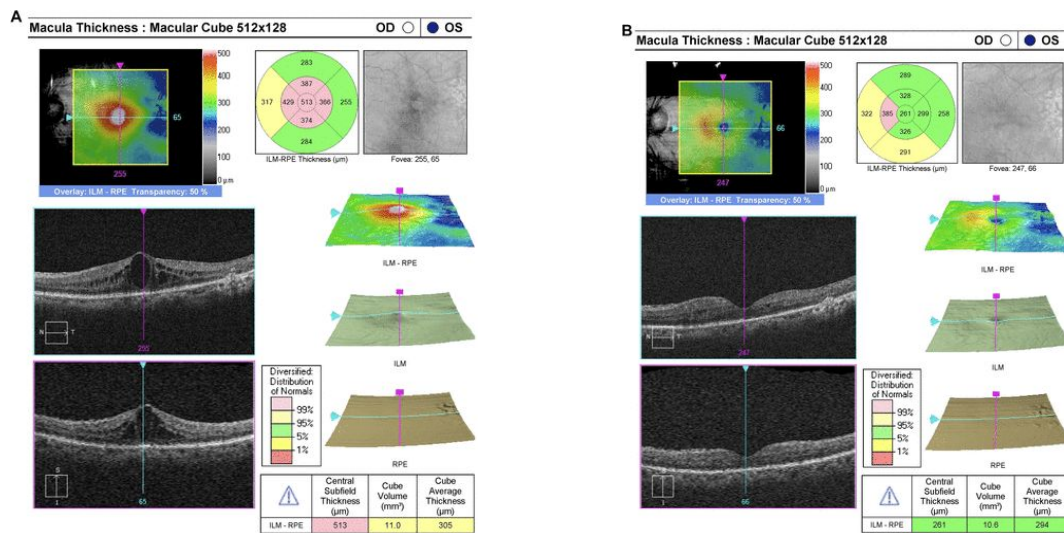 A
Macula Thickness : Macular Cube 512x128
OD
OS
500
400
300
200
100
0 µm
65
255
Overlay: ILM - RPE Transparency: 50 %
283
387
317
429
513
366
255
374
284
ILM-RPE Thickness (µm)
Fovea: 255, 65
ILM - RPE
N
T
255
ILM
S
I
65
Diversified:
Distribution
of Normals
99%
95%
5%
1%
RPE
Central Subfield Thickness (µm)
Cube Volume (mm³)
Cube Average Thickness (µm)
ILM - RPE 513 11.0 305
B
Macula Thickness : Macular Cube 512x128
OD
OS
500
400
300
200
100
0 µm
66
247
Overlay: ILM - RPE Transparency: 50 %
289
328
322
385
261
299
258
326
291
ILM-RPE Thickness (µm)
Fovea: 247, 66
ILM - RPE
N
T
247
ILM
S
I
66
Diversified:
Distribution
of Normals
99%
95%
5%
1%
RPE
Central Subfield Thickness (µm)
Cube Volume (mm³)
Cube Average Thickness (µm)
ILM - RPE 261 10.6 294